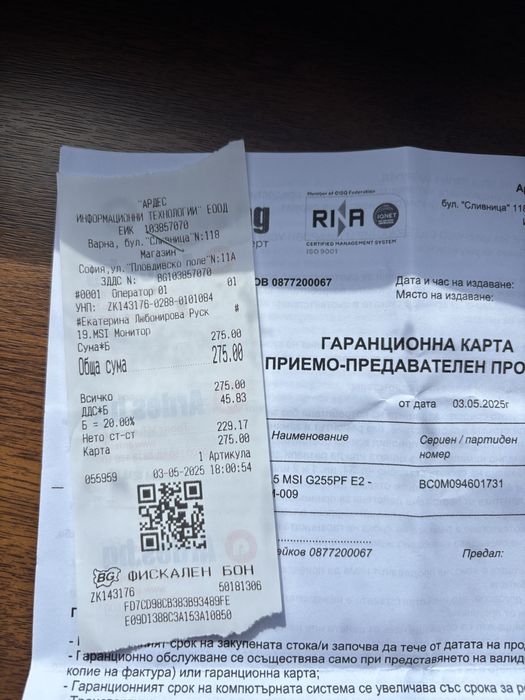 "АРДЕС
ИНФОРМАЦИОННИ ТЕХНОЛОГИИ" ЕООД
ЕИК 103857070
Варна, бул."Сливница"N:118
Магазин
София,ул."Пловдивско поле"N:11А
ЗДДС N: BG103857070
#0001 Оператор 01 01
УНП: ZK143176-0288-0101084
#Екатерина Любомирова Руск #
19.MSI Монитор 275.00
Сума*Б 275.00
Обща сума
Всичко 275.00
ДДС*Б 45.83
Б = 20.00%
Нето ст-ст 229.17
Карта 275.00
1 Артикула
055959 03-05-2025 18:00:54
BG ФИСКАЛЕН БОН
ZK143176 50181306
FD7CD98CB383B93489FE
E09D13B8C3A153A10850
Member of CISQ Federation
RINA
IQNET
CERTIFIED MANAGEMENT SYSTEM
ISO 9001
бул. "Сливница" 118
ОВ 0877200067
Дата и час на издаване:
Място на издаване:
ГАРАНЦИОННА КАРТА
ПРИЕМО-ПРЕДАВАТЕЛЕН ПРО
от дата 03.05.2025г
Наименование
Сериен / партиден
номер
5 MSI G255PF E2 -
-009
BC0M094601731
ейков 0877200067
Предал:
срок на закупената стока/и започва да тече от датата на про
- Гаранционно обслужване се осъществява само при представянето на валид
копие на фактура) или гаранционна карта;
- Гаранционният срок на компютърната система се увеличава със срока за